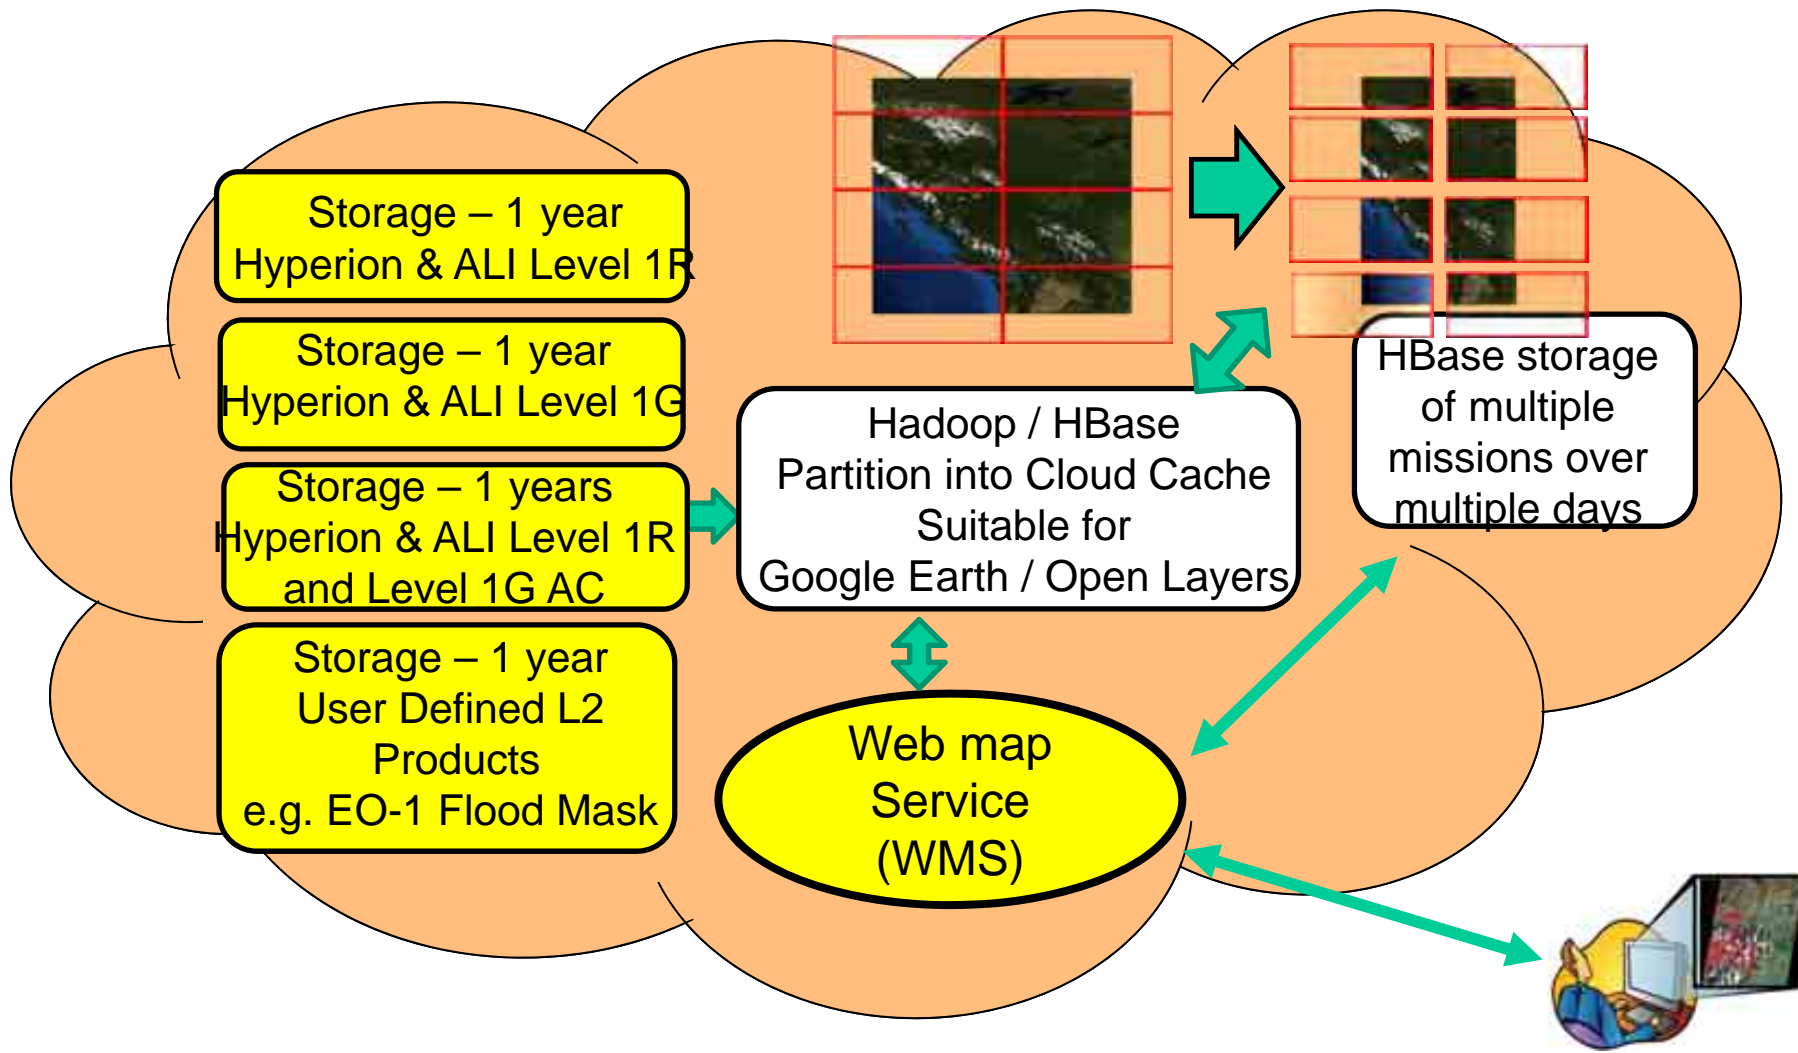 Storage – 1 year
Hyperion & ALI Level 1R
Storage – 1 year
Hyperion & ALI Level 1G
Storage – 1 years
Hyperion & ALI Level 1R
and Level 1G AC
Storage – 1 year
User Defined L2
Products
e.g. EO-1 Flood Mask
Hadoop / HBase
Partition into Cloud Cache
Suitable for
Google Earth / Open Layers
Web map
Service
(WMS)
HBase storage
of multiple
missions over
multiple days